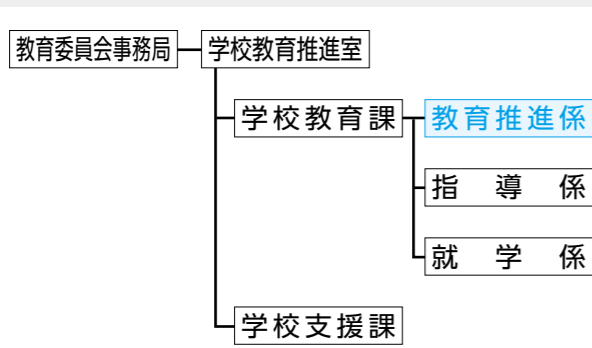 教育委員会事務局
学校教育推進室
学校教育課
教育推進係
指導係
就学係
学校支援課